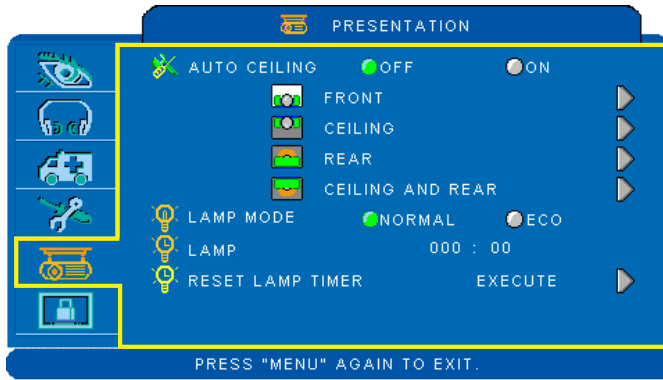 PRESENTATION
AUTO CEILING OFF ON
FRONT
CEILING
REAR
CEILING AND REAR
LAMP MODE NORMAL ECO
LAMP 000 : 00
RESET LAMP TIMER EXECUTE
PRESS "MENU" AGAIN TO EXIT.